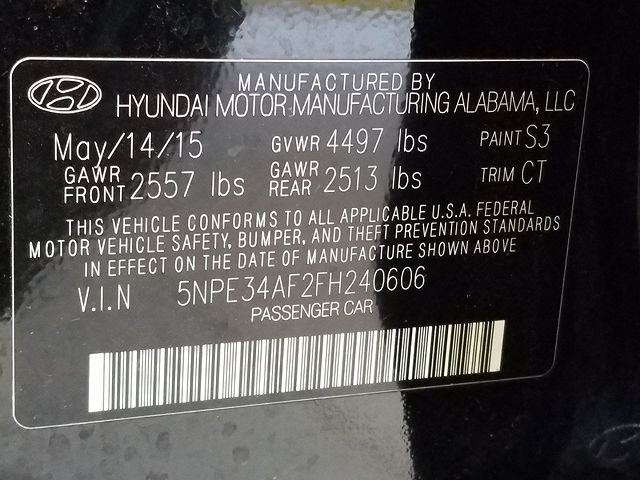 MANUFACTURED BY
HYUNDAI MOTOR MANUFACTURING ALABAMA, LLC
May/14/15 GVWR 4497 lbs PAINT S3
GAWR FRONT 2557 lbs GAWR REAR 2513 lbs TRIM CT
THIS VEHICLE CONFORMS TO ALL APPLICABLE U.S.A. FEDERAL
MOTOR VEHICLE SAFETY, BUMPER, AND THEFT PREVENTION STANDARDS
IN EFFECT ON THE DATE OF MANUFACTURE SHOWN ABOVE
V.I.N 5NPE34AF2FH240606
PASSENGER CAR